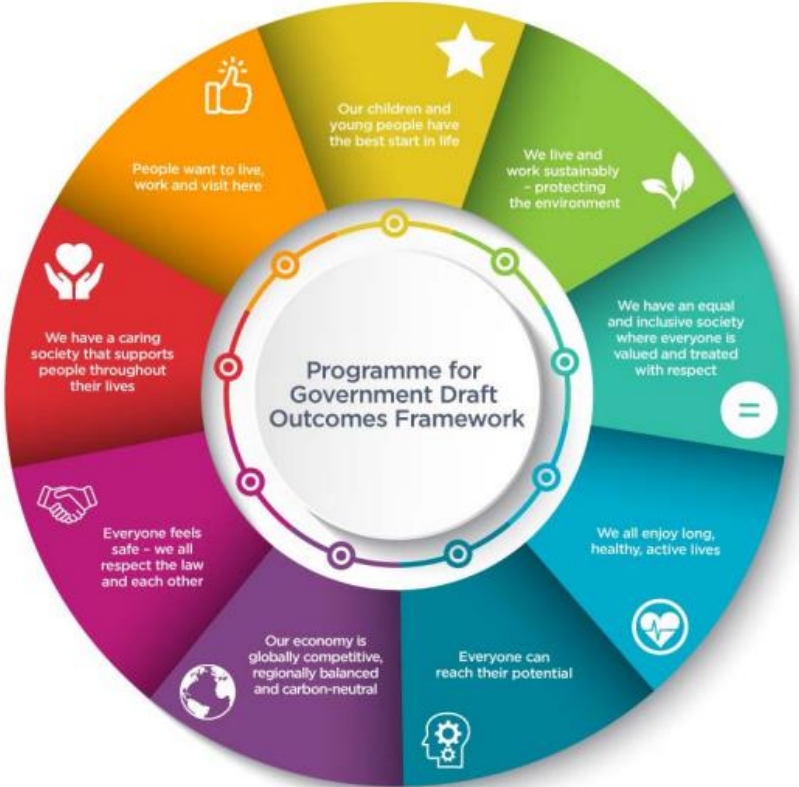 Our children and
young people have
the best start in life
We live and
work sustainably
– protecting
the environment
We have an equal
and inclusive society
where everyone is
valued and treated
with respect
We all enjoy long,
healthy, active lives
Everyone can
reach their potential
Our economy is
globally competitive,
regionally balanced
and carbon-neutral
Everyone feels
safe – we all
respect the law
and each other
We have a caring
society that supports
people throughout
their lives
People want to live,
work and visit here
Programme for
Government Draft
Outcomes Framework